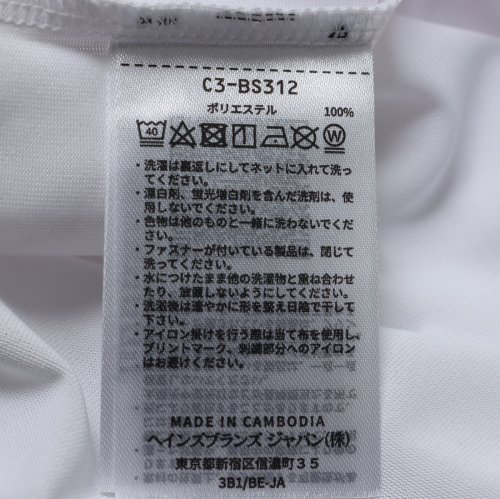 C3-BS312
ポリエステル 100%
40 W
・洗濯は裏返しにしてネットに入れて洗っ
てください。
・漂白剤、蛍光増白剤を含んだ洗剤は、使
用しないでください。
・色物は他のものと一緒に洗わないでくだ
さい。
・ファスナーが付いている製品は、閉じて
洗ってください。
・水につけたまま他の洗濯物と重ね合わせ
たり、放置しないようにしてください。
・洗濯後は速やかに形を整え日陰で干して
下さい。
・アイロン掛けを行う際は当て布を使用し、
プリントマーク、刺繍部分へのアイロン
はお避けください。
MADE IN CAMBODIA
ヘインズブランズ ジャパン(株)
東京都新宿区信濃町35
3B1/BE-JA